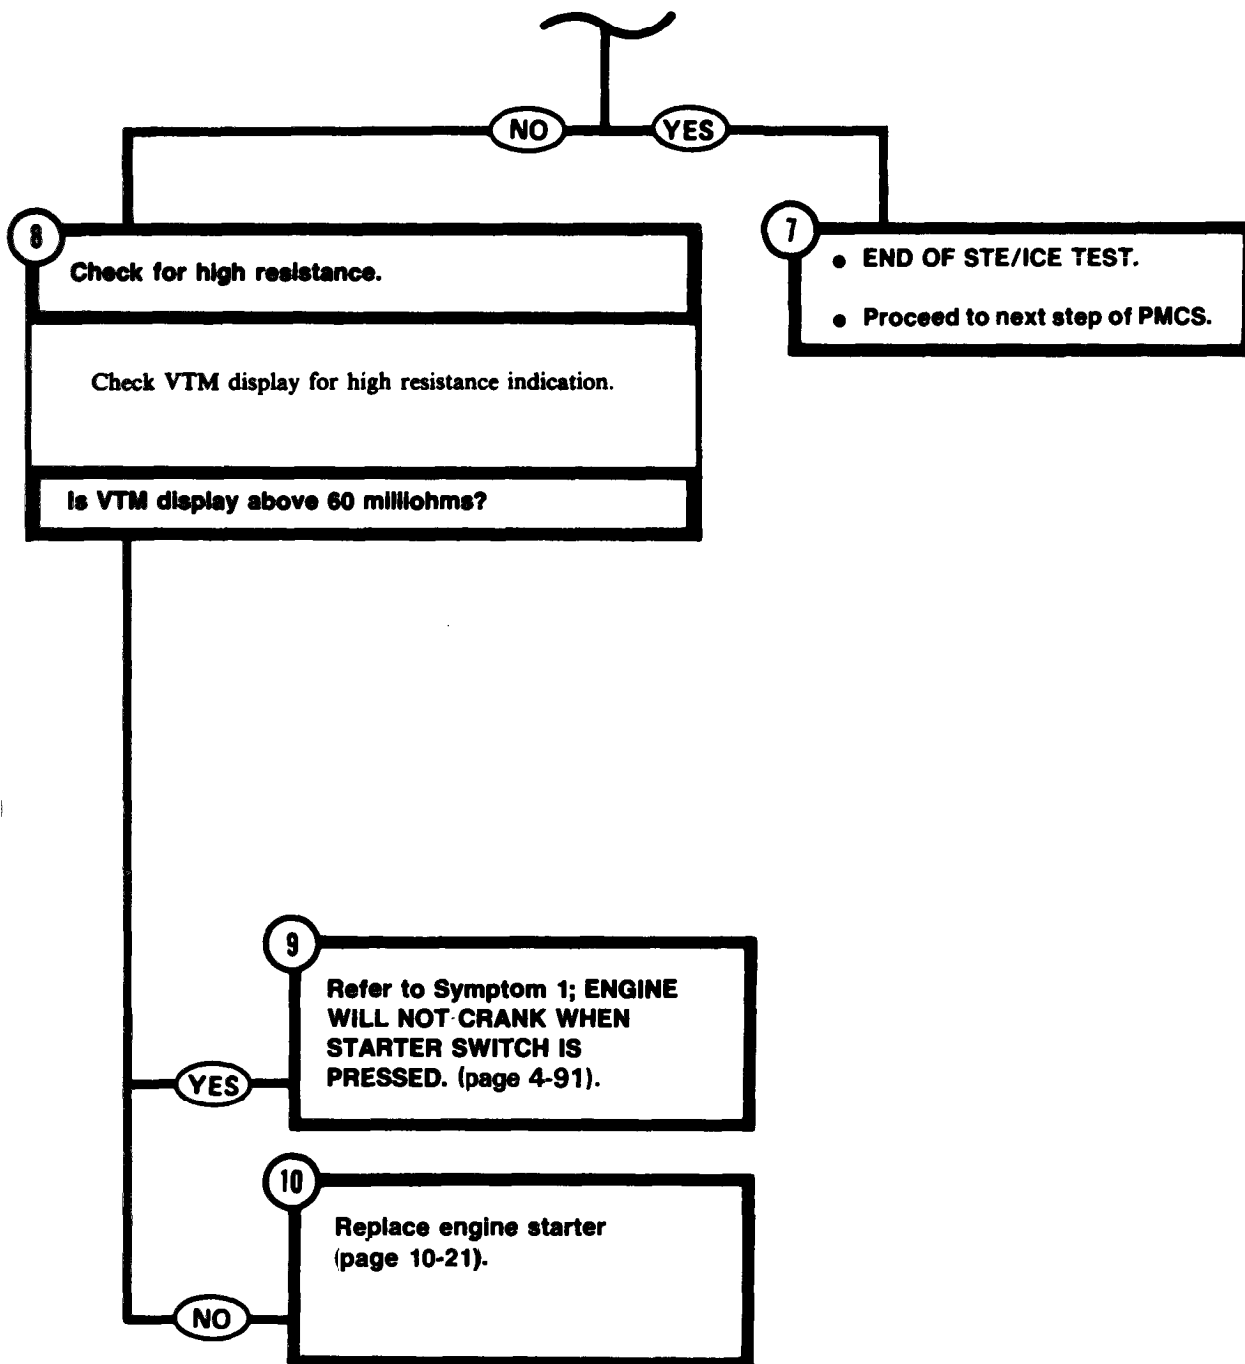 NO
YES
8
Check for high resistance.
Check VTM display for high resistance indication.
Is VTM display above 60 milliohms?
7
• END OF STE/ICE TEST.
• Proceed to next step of PMCS.
9
Refer to Symptom 1; ENGINE
WILL NOT CRANK WHEN
STARTER SWITCH IS
PRESSED. (page 4-91).
YES
10
Replace engine starter
(page 10-21).
NO